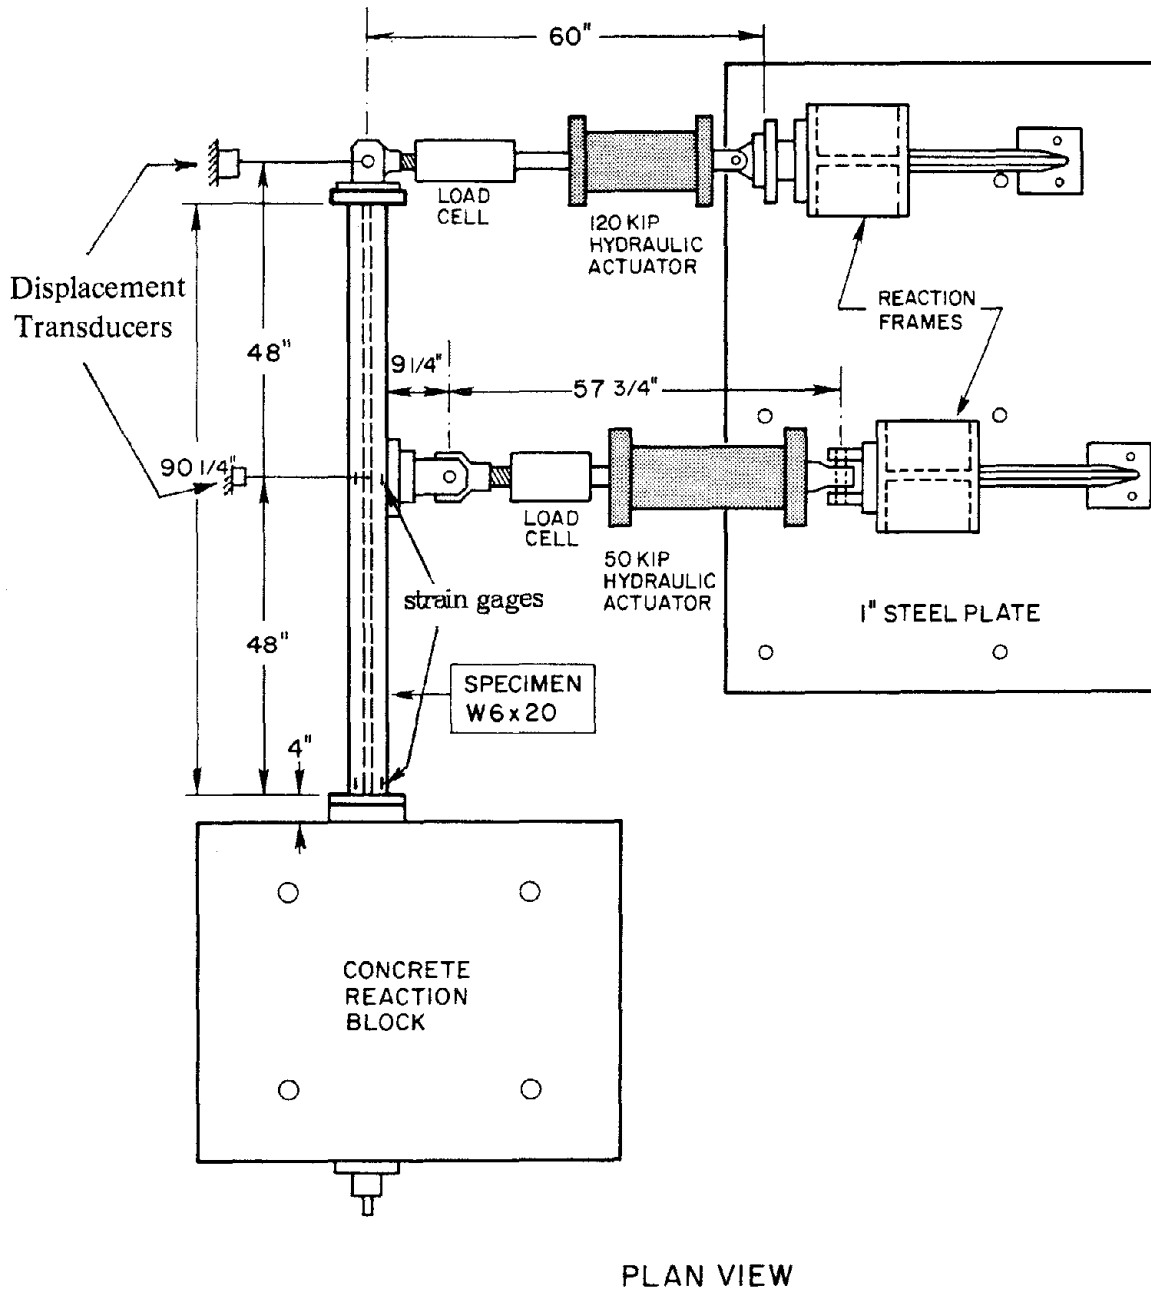 60"
LOAD
CELL
120 KIP
HYDRAULIC
ACTUATOR
Displacement
Transducers
REACTION
FRAMES
48"
9 1/4"
57 3/4"
90 1/4"
LOAD
CELL
50 KIP
HYDRAULIC
ACTUATOR
strain gages
1" STEEL PLATE
48"
SPECIMEN
W6x20
4"
CONCRETE
REACTION
BLOCK
PLAN VIEW